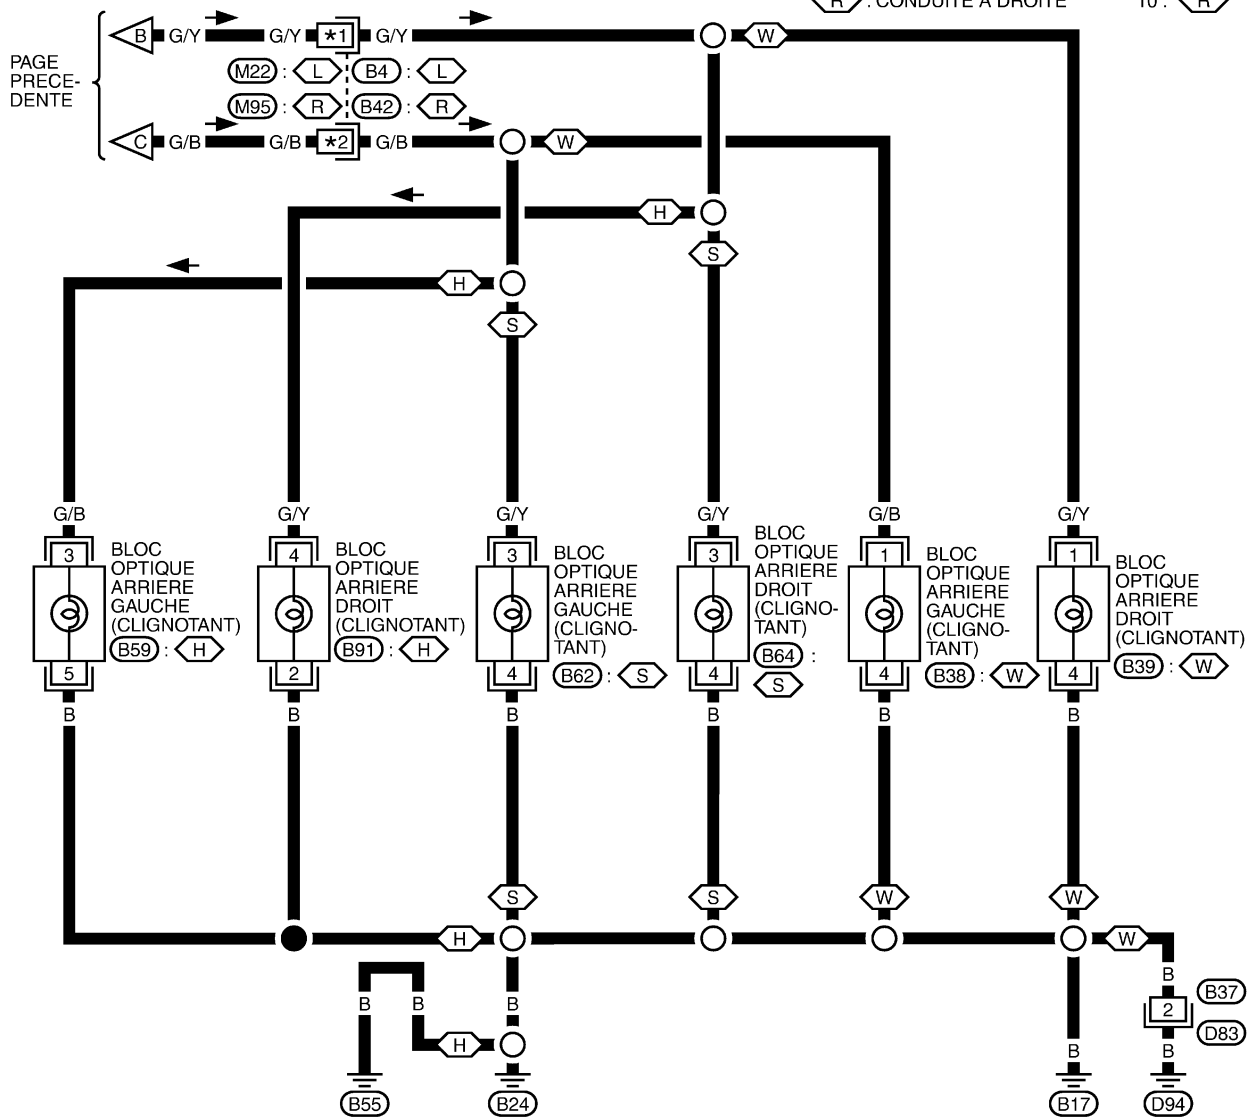 R : CONDUITE A DROITE 10 : R
PAGE
PRECE-
DENTE
B G/Y G/Y *1 G/Y W
M22 : L B4 : L
M95 : R B42 : R
C G/B G/B *2 G/B W
H
S
H
S
G/B G/Y G/Y G/Y G/B G/Y
3 4 3 3 1 1
BLOC
OPTIQUE
ARRIERE
GAUCHE
(CLIGNOTANT)
B59 : H
BLOC
OPTIQUE
ARRIERE
DROIT
(CLIGNOTANT)
B91 : H
BLOC
OPTIQUE
ARRIERE
GAUCHE
(CLIGNO-
TANT)
B62 : S
BLOC
OPTIQUE
ARRIERE
DROIT
(CLIGNO-
TANT)
B64 :
S
BLOC
OPTIQUE
ARRIERE
GAUCHE
(CLIGNO-
TANT)
B38 : W
BLOC
OPTIQUE
ARRIERE
DROIT
(CLIGNOTANT)
B39 : W
5 2 4 4 4 4
B B B B B B
S S W W
H W
B
B B B
B37
2
D83
H
B B
B55 B24 B17 D94